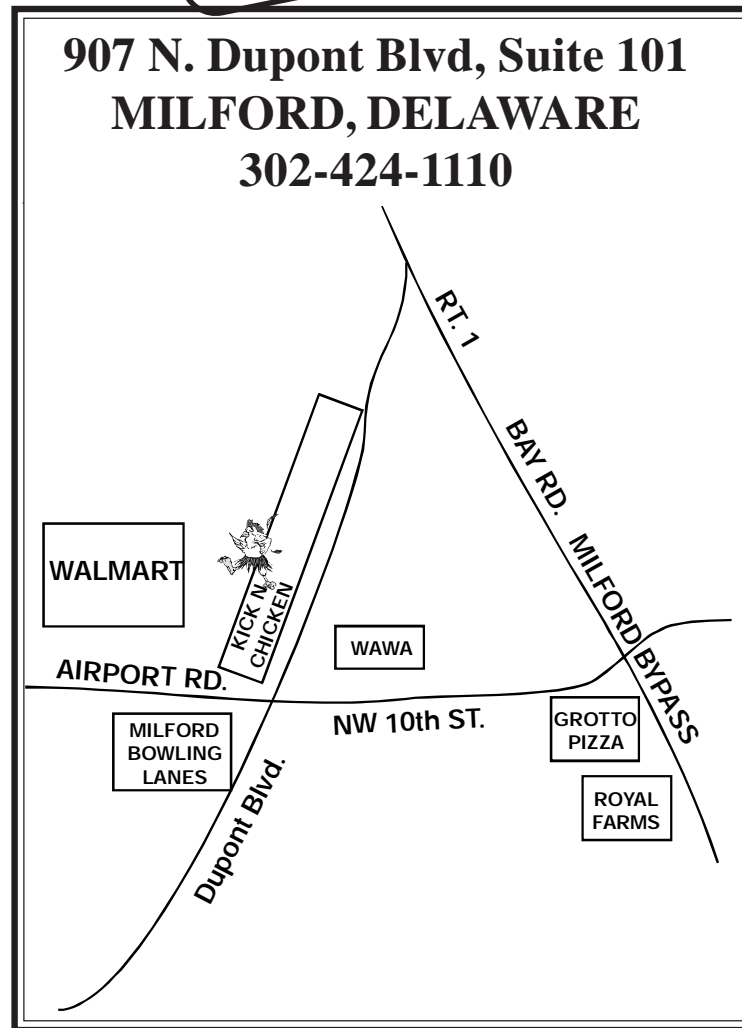 907 N. Dupont Blvd, Suite 101
MILFORD, DELAWARE
302-424-1110
RT. 1
BAY RD.
MILFORD BYPASS
WALMART
KICK N
CHICKEN
WAWA
AIRPORT RD.
NW 10th ST.
MILFORD
BOWLING
LANES
GROTTO
PIZZA
Dupont Blvd.
ROYAL
FARMS